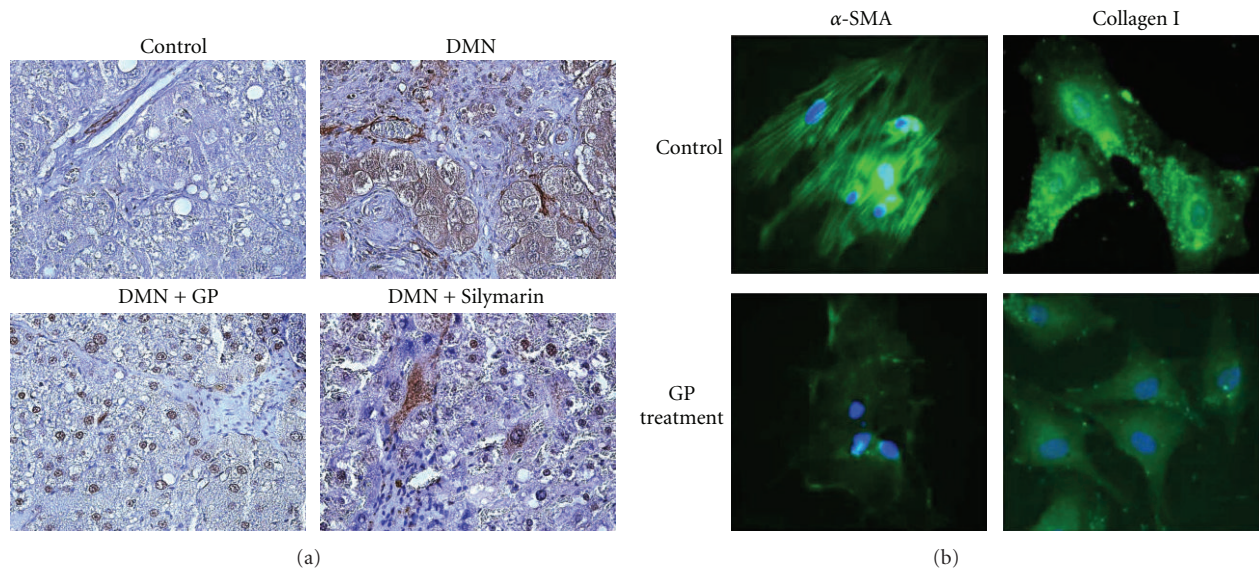 Control
DMN
DMN + GP
DMN + Silymarin
(a)
α-SMA
Collagen I
Control
GP
treatment
(b)